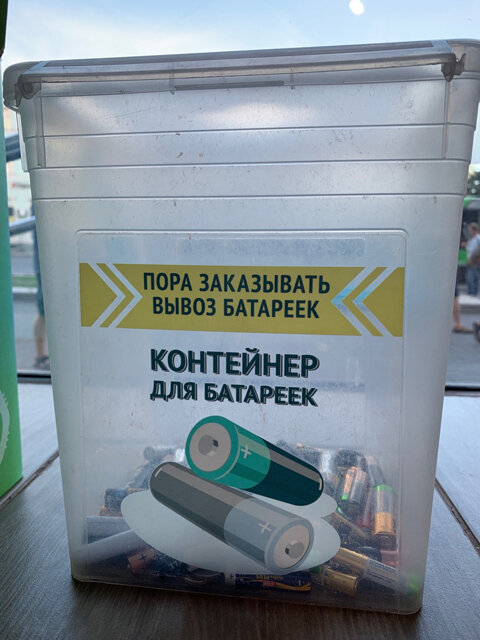 ПОРА ЗАКАЗЫВАТЬ
ВЫВОЗ БАТАРЕЕК
КОНТЕЙНЕР
ДЛЯ БАТАРЕЕК